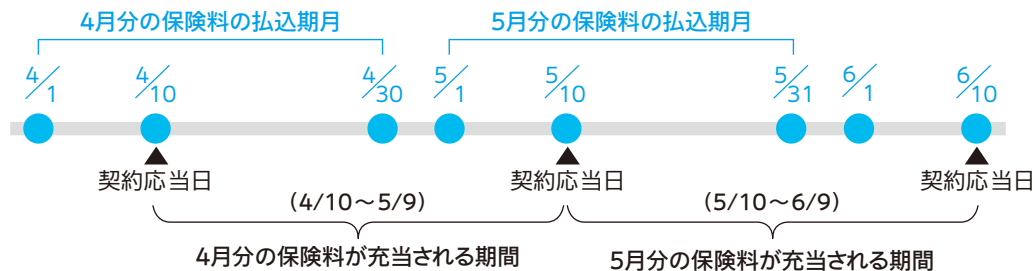 4月分の保険料の払込期月
5月分の保険料の払込期月
4/1
4/10
4/30
5/1
5/10
5/31
6/1
6/10
契約応当日
契約応当日
契約応当日
(4/10～5/9)
(5/10～6/9)
4月分の保険料が充当される期間
5月分の保険料が充当される期間